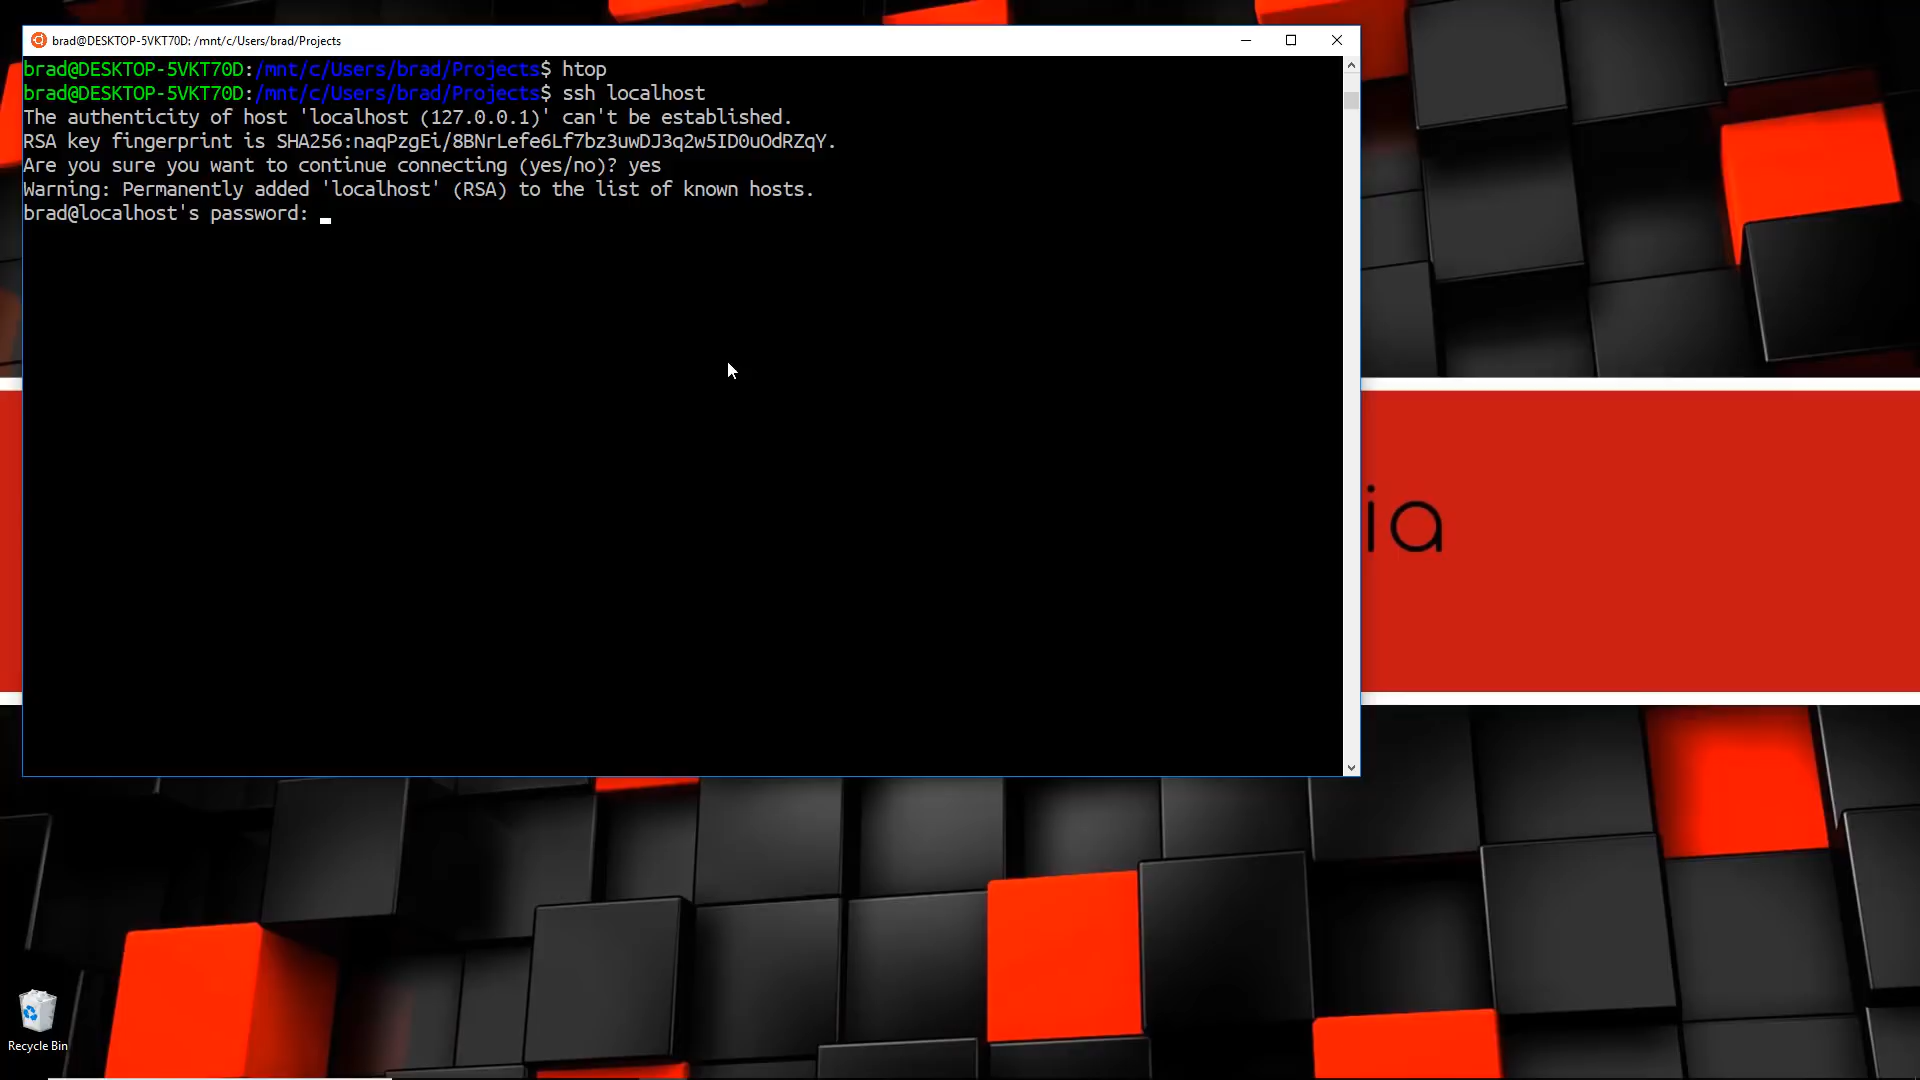 brad@DESKTOP-5VKT70D: /mnt/c/Users/brad/Projects
brad@DESKTOP-5VKT70D:/mnt/c/Users/brad/Projects$ htop
brad@DESKTOP-5VKT70D:/mnt/c/Users/brad/Projects$ ssh localhost
The authenticity of host 'localhost (127.0.0.1)' can't be established.
RSA key fingerprint is SHA256:naqPzgEi/8BNrLefe6Lf7bz3uwDJ3q2w5ID0uOdRZqY.
Are you sure you want to continue connecting (yes/no)? yes
Warning: Permanently added 'localhost' (RSA) to the list of known hosts.
brad@localhost's password:
ia
Recycle Bin